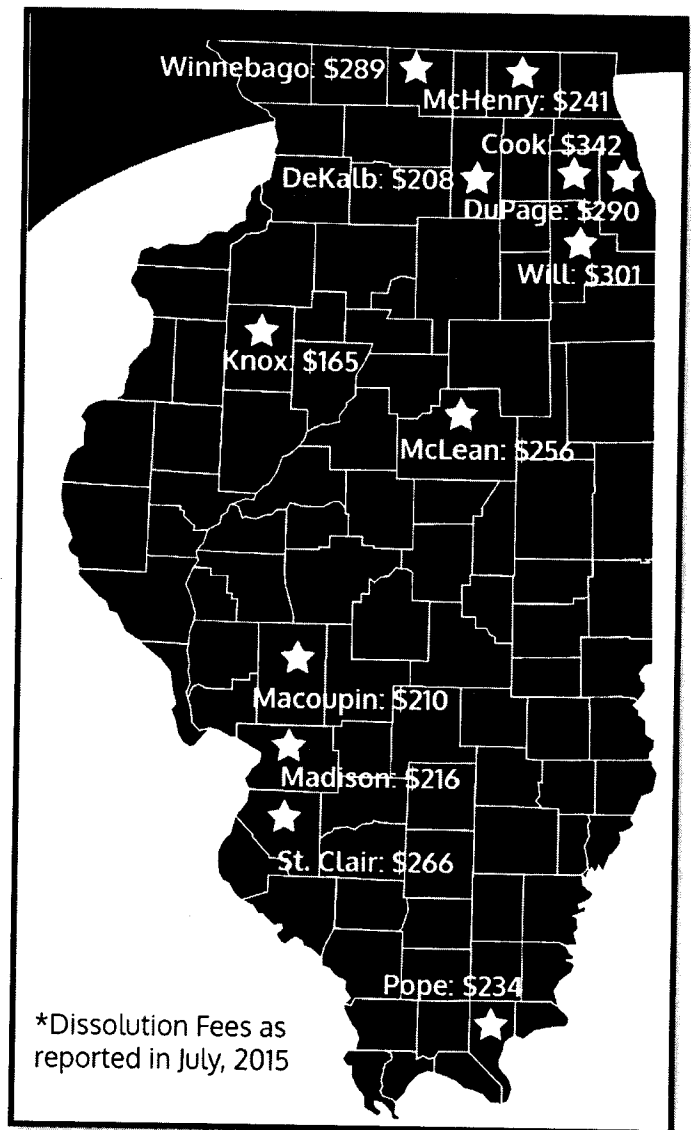 Winnebago: $289
McHenry: $241
Cook: $342
DeKalb: $208
DuPage: $290
Will: $301
Knox: $165
McLean: $256
Macoupin: $210
Madison: $216
St. Clair: $266
Pope: $234
*Dissolution Fees as
reported in July, 2015